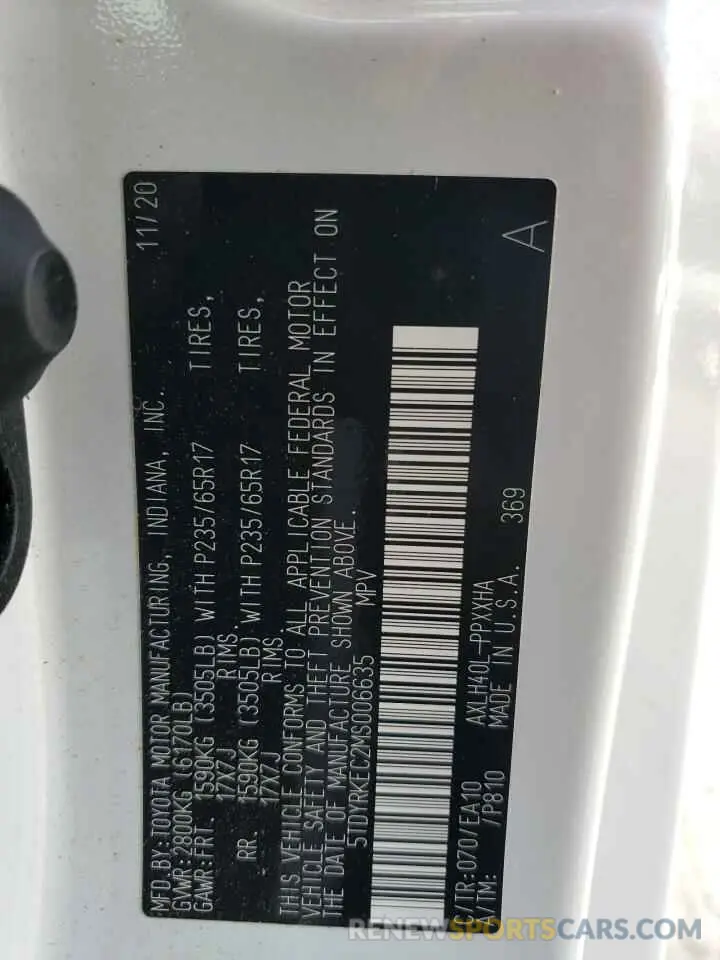 MFD.BY:TOYOTA MOTOR MANUFACTURING, INDIANA, INC. 11/20
GVWR:2800KG (6170LB)
GAWR:FRT. 1590KG (3505LB) WITH P235/65R17 TIRES,
17X7J RIMS.
RR. 1590KG (3505LB) WITH P235/65R17 TIRES,
17X7J RIMS.
THIS VEHICLE CONFORMS TO ALL APPLICABLE FEDERAL MOTOR
VEHICLE SAFETY AND THEFT PREVENTION STANDARDS IN EFFECT ON
THE DATE OF MANUFACTURE SHOWN ABOVE.
5TDYRKEC2MS006635 MPV
C/TR:070/EA10 AXLH40L-PPXXHA A
A/TM: /P810 MADE IN U.S.A. 369
RENEWSPORTSCARS.COM